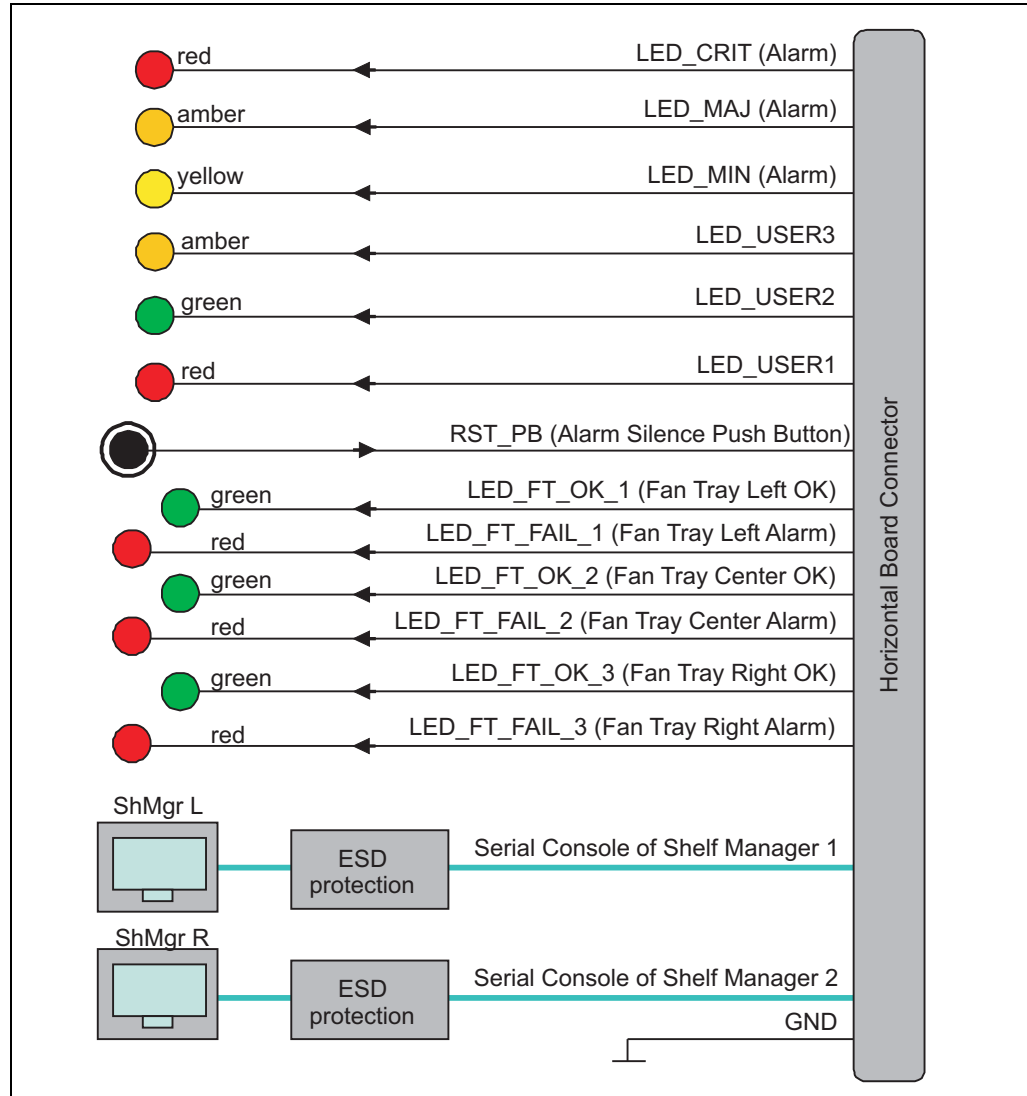 red
LED_CRIT (Alarm)
amber
LED_MAJ (Alarm)
yellow
LED_MIN (Alarm)
amber
LED_USER3
green
LED_USER2
red
LED_USER1
RST_PB (Alarm Silence Push Button)
green
LED_FT_OK_1 (Fan Tray Left OK)
red
LED_FT_FAIL_1 (Fan Tray Left Alarm)
green
LED_FT_OK_2 (Fan Tray Center OK)
red
LED_FT_FAIL_2 (Fan Tray Center Alarm)
green
LED_FT_OK_3 (Fan Tray Right OK)
red
LED_FT_FAIL_3 (Fan Tray Right Alarm)
Horizontal Board Connector
ShMgr L
ESD
protection
Serial Console of Shelf Manager 1
ShMgr R
ESD
protection
Serial Console of Shelf Manager 2
GND